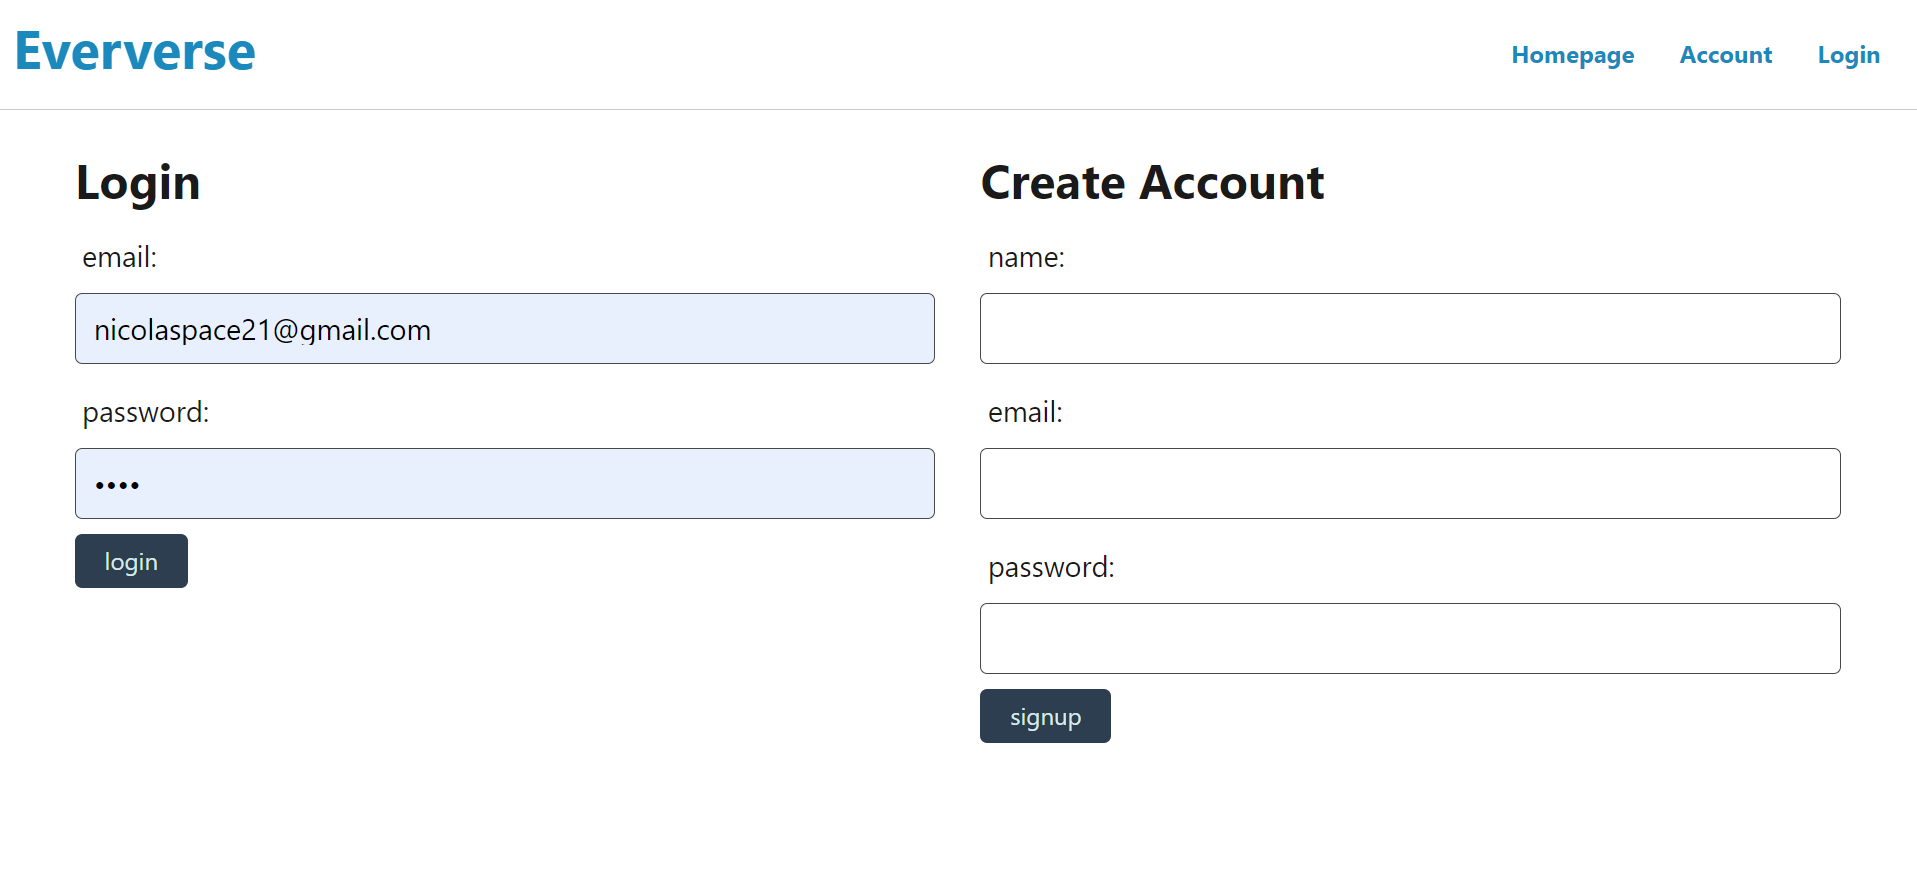 Eververse
Homepage Account Login
Login
email:
nicolaspace21@gmail.com
password:
••••
login
Create Account
name:
email:
password:
signup